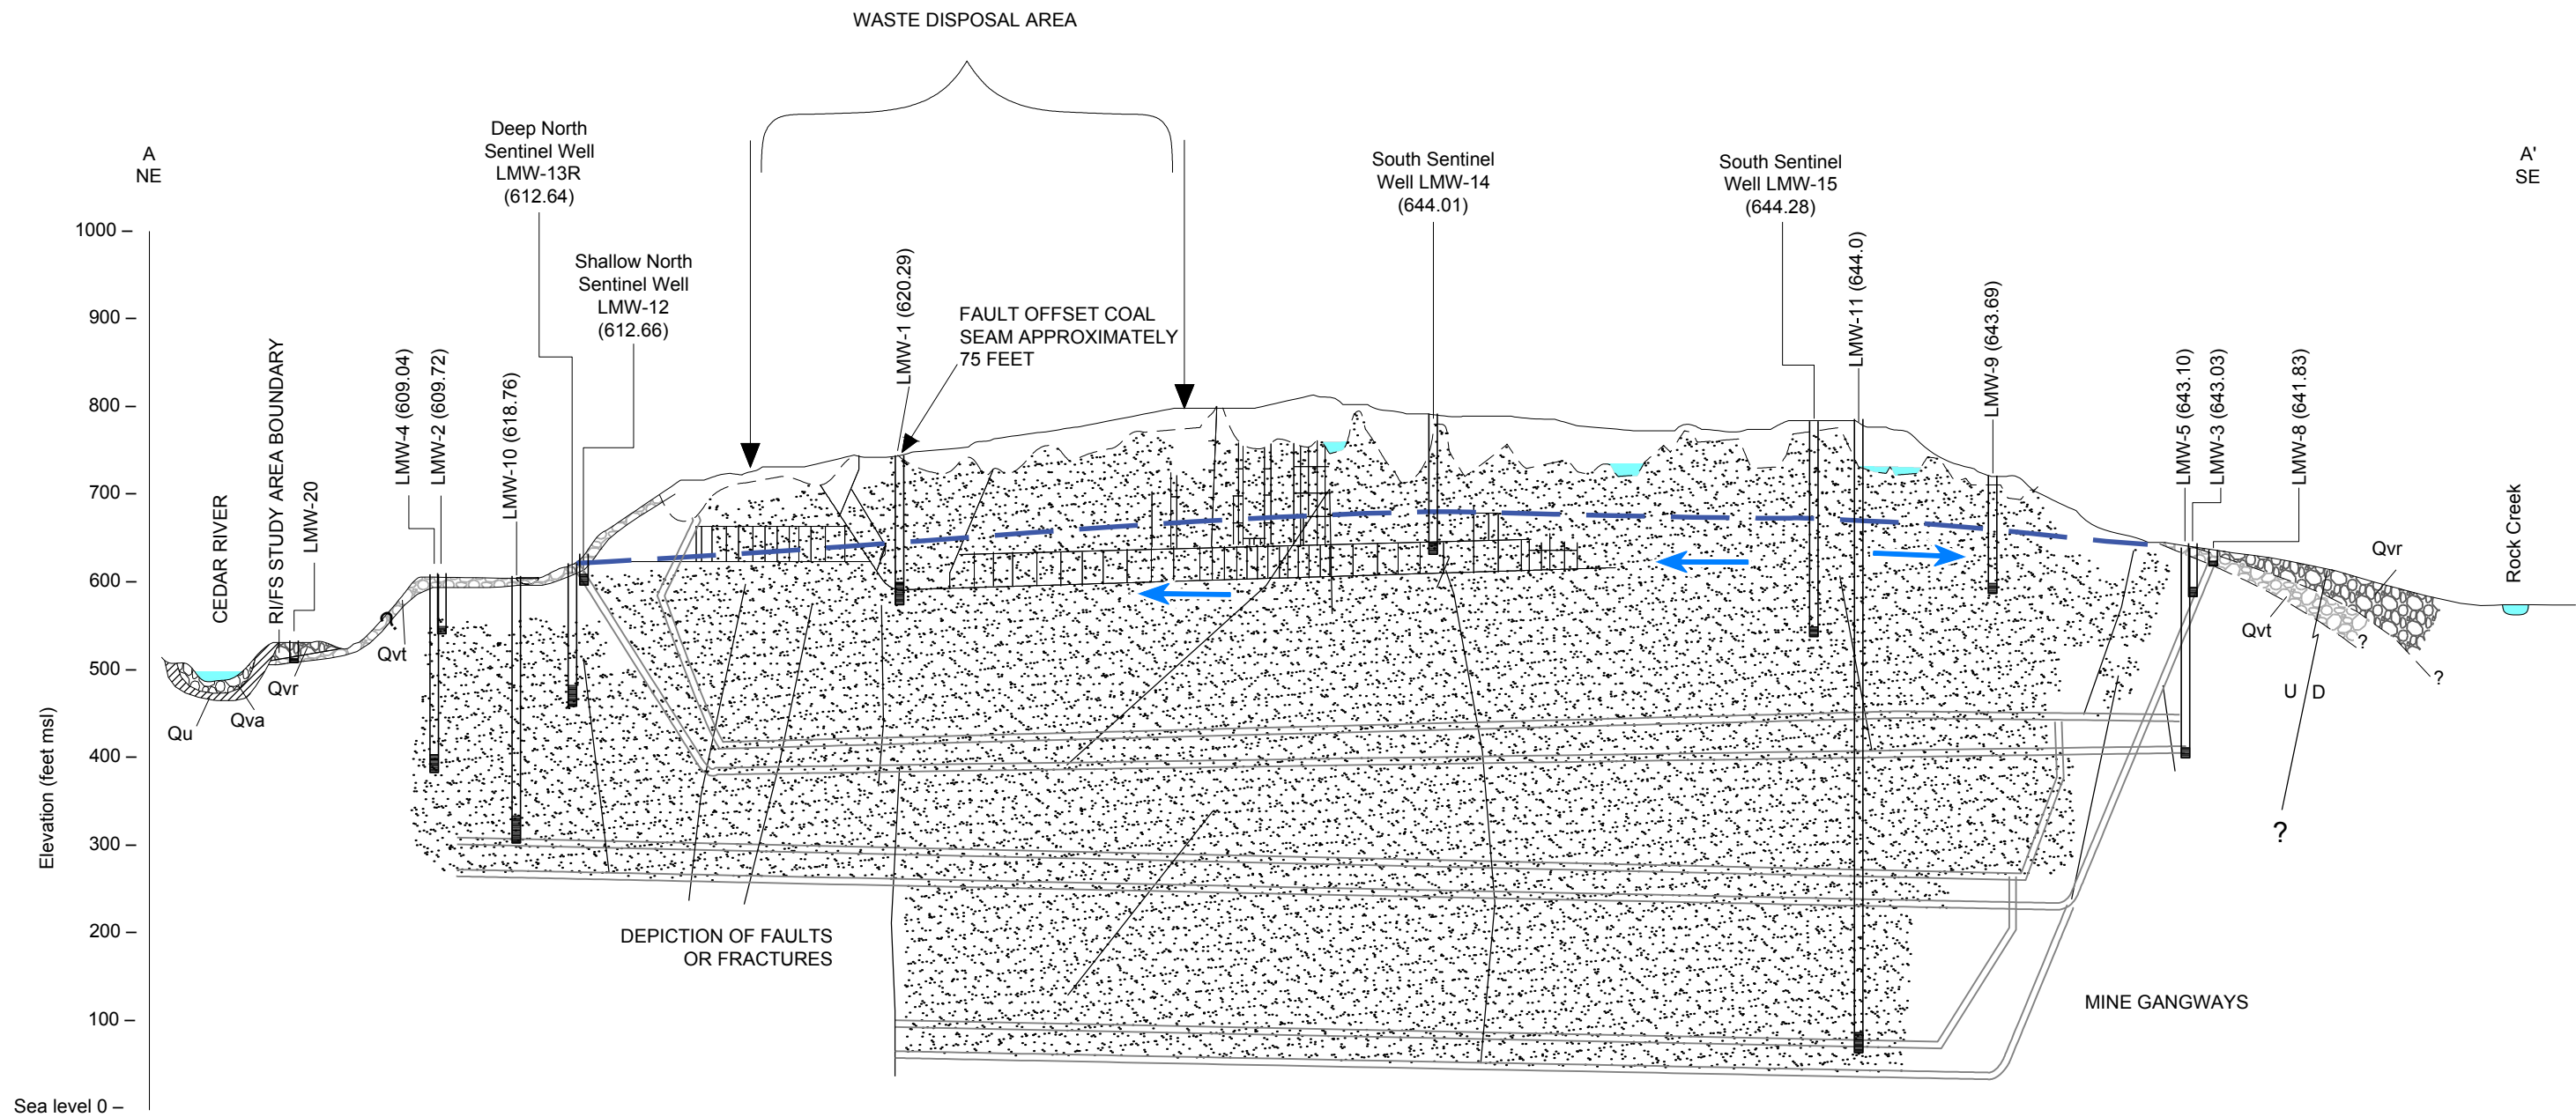 WASTE DISPOSAL AREA
Deep North
Sentinel Well
LMW-13R
(612.64)
A
NE
South Sentinel
Well LMW-14
(644.01)
South Sentinel
Well LMW-15
(644.28)
A'
SE
1000 –
Shallow North
Sentinel Well
LMW-12
(612.66)
900 –
FAULT OFFSET COAL
SEAM APPROXIMATELY
75 FEET
800 –
700 –
600 –
500 –
400 –
300 –
200 –
100 –
Sea level 0 –
Elevation (feet msl)
CEDAR RIVER
RI/FS STUDY AREA BOUNDARY
LMW-20
LMW-4 (609.04)
LMW-2 (609.72)
LMW-10 (618.76)
LMW-1 (620.29)
LMW-11 (644.0)
LMW-9 (643.69)
LMW-5 (643.10)
LMW-3 (643.03)
LMW-8 (641.83)
Rock Creek
Qvr
Qvt
Qvt
?
?
Qvr
Qva
Qu
U D
?
DEPICTION OF FAULTS
OR FRACTURES
MINE GANGWAYS